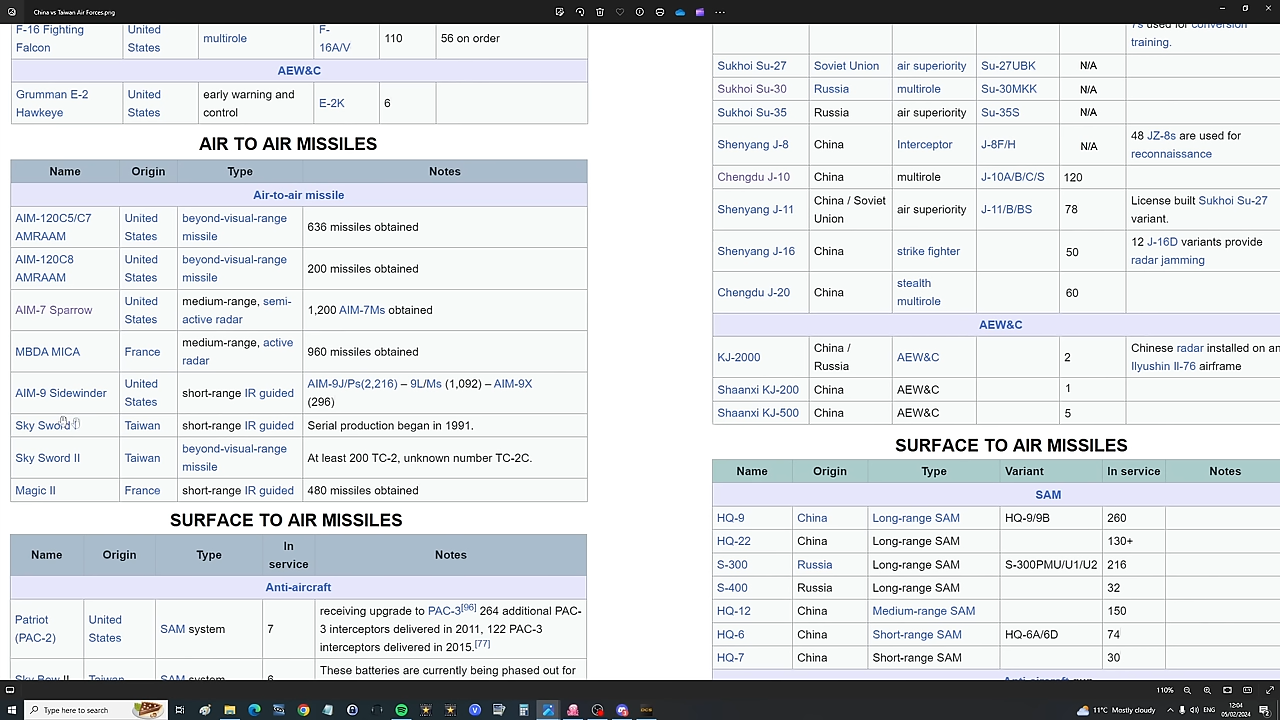 China vs Taiwan Air Forces.png
F-16 Fighting Falcon United States multirole F-16A/V 110 56 on order
AEW&C
Grumman E-2 Hawkeye United States early warning and control E-2K 6
AIR TO AIR MISSILES
Name Origin Type Notes
Air-to-air missile
AIM-120C5/C7 AMRAAM United States beyond-visual-range missile 636 missiles obtained
AIM-120C8 AMRAAM United States beyond-visual-range missile 200 missiles obtained
AIM-7 Sparrow United States medium-range, semi-active radar 1,200 AIM-7Ms obtained
MBDA MICA France medium-range, active radar 960 missiles obtained
AIM-9 Sidewinder United States short-range IR guided AIM-9J/Ps(2,216) – 9L/Ms (1,092) – AIM-9X (296)
Sky Sword I Taiwan short-range IR guided Serial production began in 1991.
Sky Sword II Taiwan beyond-visual-range missile At least 200 TC-2, unknown number TC-2C.
Magic II France short-range IR guided 480 missiles obtained
SURFACE TO AIR MISSILES
Name Origin Type In service Notes
Anti-aircraft
Patriot (PAC-2) United States SAM system 7 receiving upgrade to PAC-3[96] 264 additional PAC-3 interceptors delivered in 2011, 122 PAC-3 interceptors delivered in 2015.[77]
Sky Bow II Taiwan SAM system 6 These batteries are currently being phased out for
7s used for conversion training.
Sukhoi Su-27 Soviet Union air superiority Su-27UBK N/A
Sukhoi Su-30 Russia multirole Su-30MKK N/A
Sukhoi Su-35 Russia air superiority Su-35S N/A
Shenyang J-8 China Interceptor J-8F/H N/A 48 JZ-8s are used for reconnaissance
Chengdu J-10 China multirole J-10A/B/C/S 120
Shenyang J-11 China / Soviet Union air superiority J-11/B/BS 78 License built Sukhoi Su-27 variant.
Shenyang J-16 China strike fighter 50 12 J-16D variants provide radar jamming
Chengdu J-20 China stealth multirole 60
AEW&C
KJ-2000 China / Russia AEW&C 2 Chinese radar installed on an Ilyushin Il-76 airframe
Shaanxi KJ-200 China AEW&C 1
Shaanxi KJ-500 China AEW&C 5
SURFACE TO AIR MISSILES
Name Origin Type Variant In service Notes
SAM
HQ-9 China Long-range SAM HQ-9/9B 260
HQ-22 China Long-range SAM 130+
S-300 Russia Long-range SAM S-300PMU/U1/U2 216
S-400 Russia Long-range SAM 32
HQ-12 China Medium-range SAM 150
HQ-6 China Short-range SAM HQ-6A/6D 74
HQ-7 China Short-range SAM 30
Anti-aircraft gun
110%
Type here to search
11°C Mostly cloudy
ENG
12:04
05/02/2024